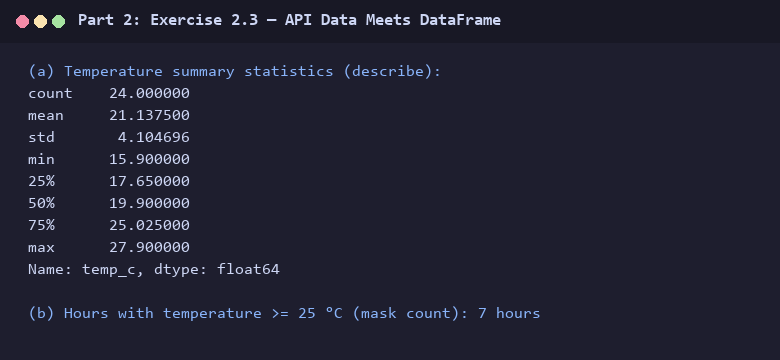 Part 2: Exercise 2.3 — API Data Meets DataFrame
(a) Temperature summary statistics (describe):
count    24.000000
mean     21.137500
std       4.104696
min      15.900000
25%      17.650000
50%      19.900000
75%      25.025000
max      27.900000
Name: temp_c, dtype: float64
(b) Hours with temperature >= 25 °C (mask count): 7 hours